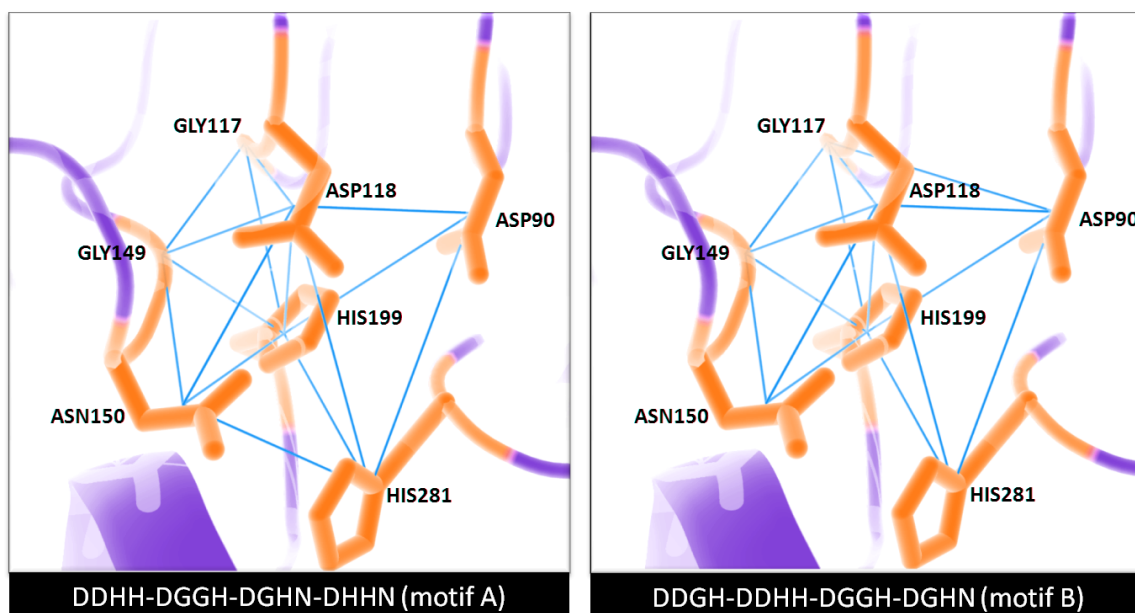 GLY117
ASP118
ASP90
GLY149
HIS199
ASN150
HIS281
DDHH-DGGH-DGHN-DHHN (motif A)
GLY117
ASP118
ASP90
GLY149
HIS199
ASN150
HIS281
DDGH-DDHH-DGGH-DGHN (motif B)